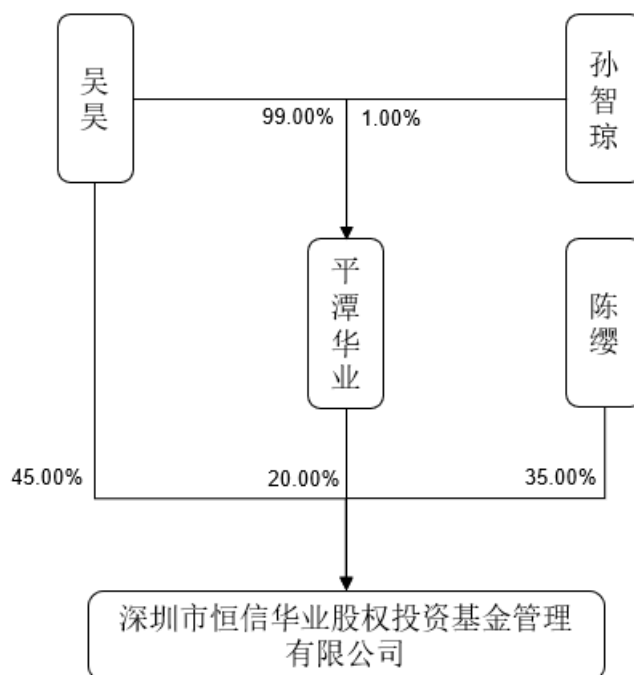 吴昊
孙智琼
99.00%
1.00%
平潭华业
陈缨
45.00%
20.00%
35.00%
深圳市恒信华业股权投资基金管理
有限公司